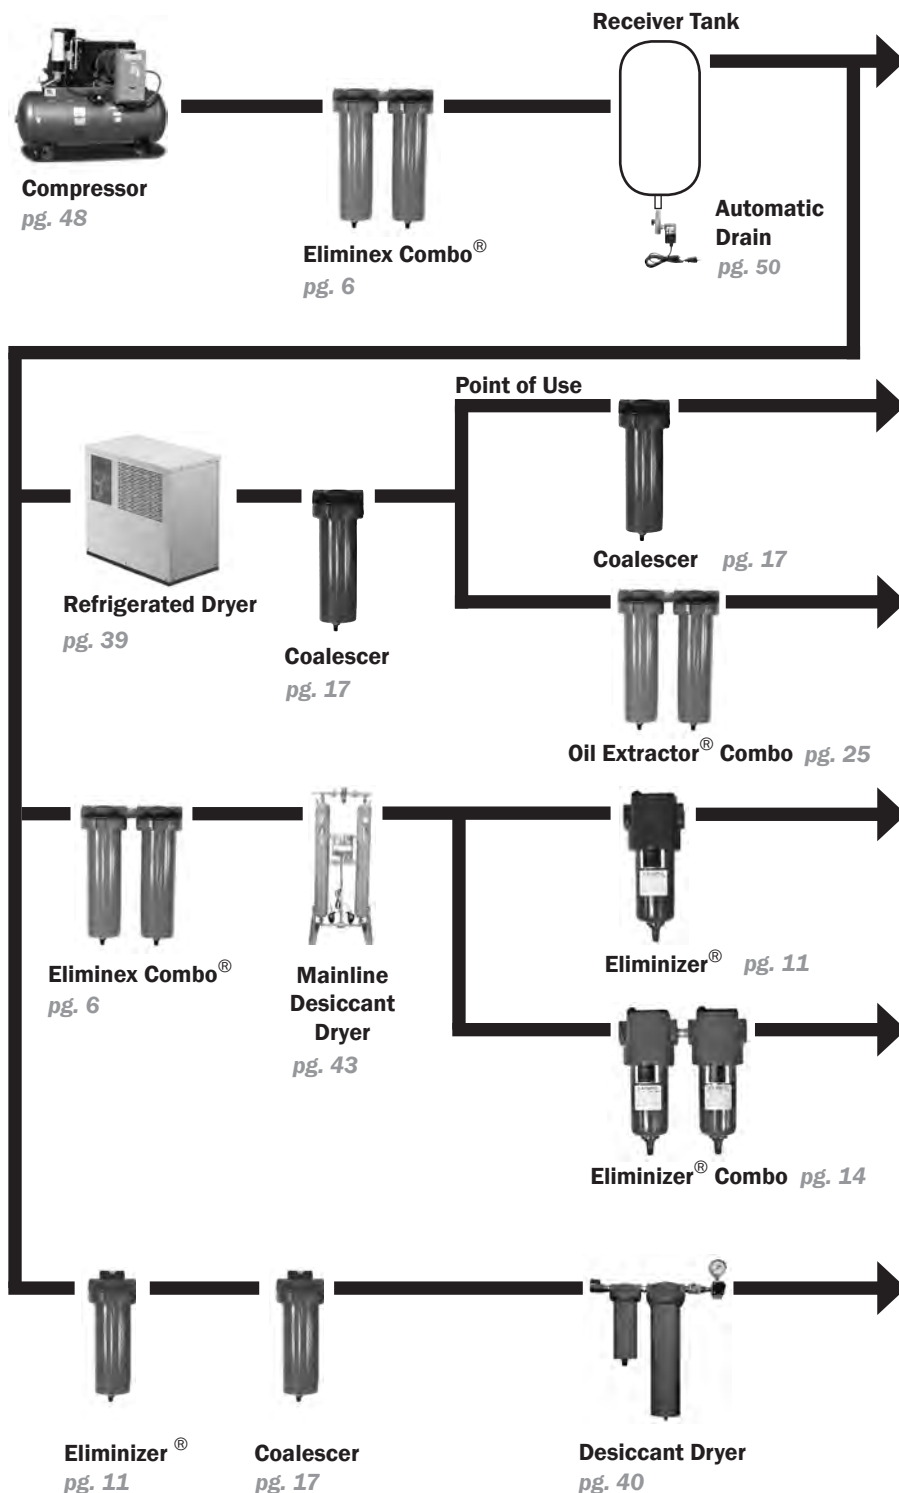 Receiver Tank
Compressor
pg. 48
Eliminex Combo®
pg. 6
Automatic
Drain
pg. 50
Point of Use
Coalescer pg. 17
Refrigerated Dryer
pg. 39
Coalescer
pg. 17
Oil Extractor® Combo pg. 25
Eliminex Combo®
pg. 6
Mainline
Desiccant
Dryer
pg. 43
Eliminizer® pg. 11
Eliminizer® Combo pg. 14
Eliminizer ®
pg. 11
Coalescer
pg. 17
Desiccant Dryer
pg. 40